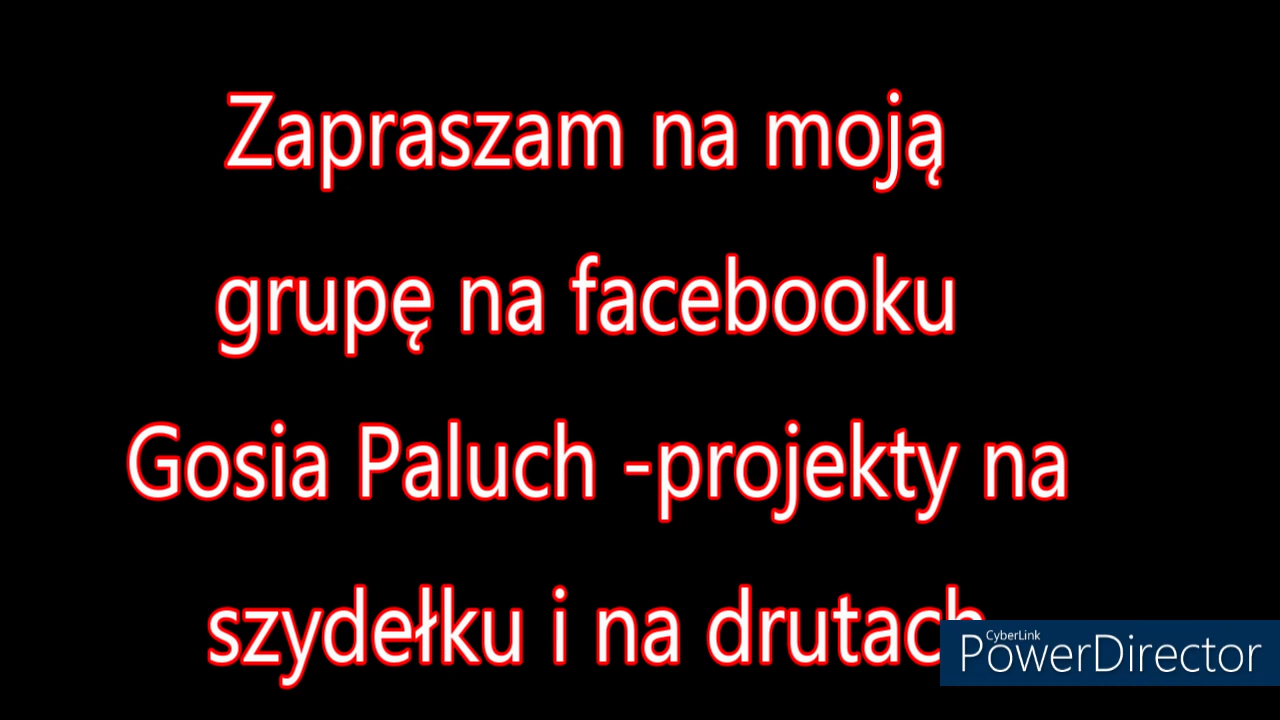 Zapraszam na moją
grupę na facebooku
Gosia Paluch -projekty na
szydełku i na drutach
CyberLink
PowerDirector